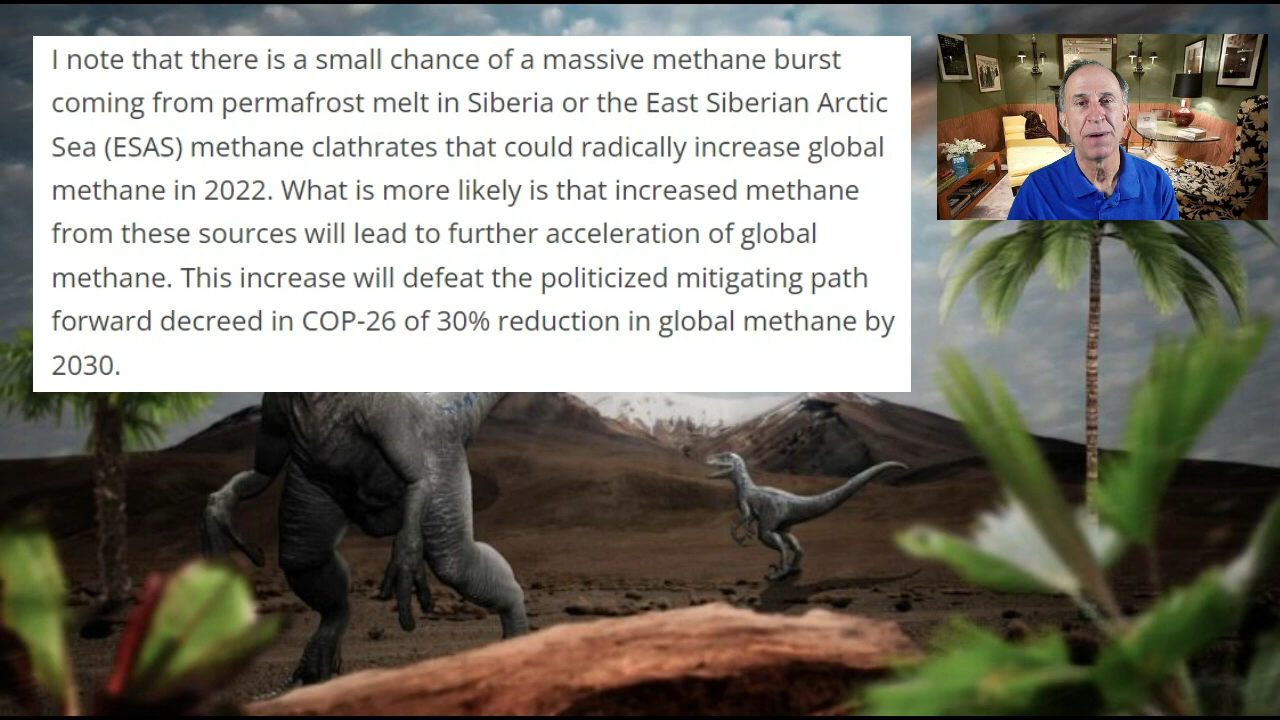 I note that there is a small chance of a massive methane burst
coming from permafrost melt in Siberia or the East Siberian Arctic
Sea (ESAS) methane clathrates that could radically increase global
methane in 2022. What is more likely is that increased methane
from these sources will lead to further acceleration of global
methane. This increase will defeat the politicized mitigating path
forward decreed in COP-26 of 30% reduction in global methane by
2030.